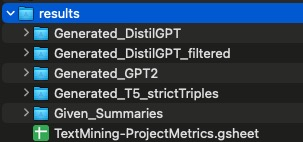 results
Generated_DistilGPT
Generated_DistilGPT_filtered
Generated_GPT2
Generated_T5_strictTriples
Given_Summaries
TextMining-ProjectMetrics.gsheet